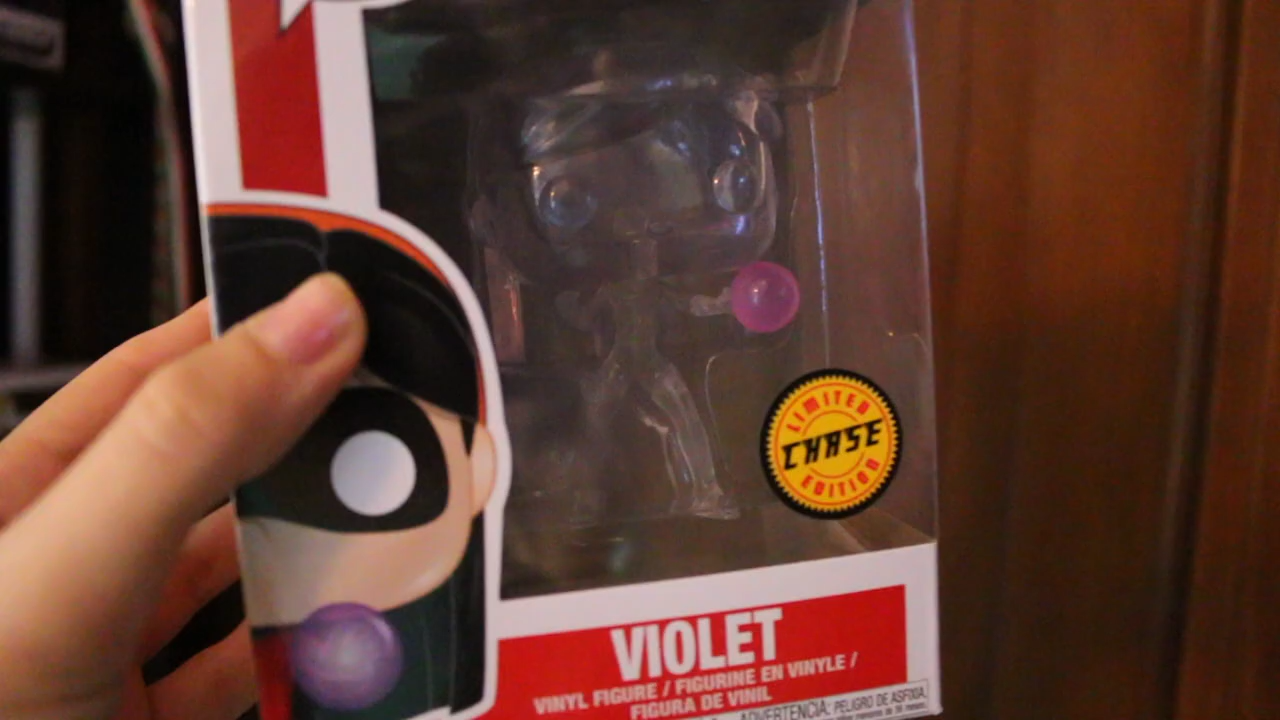 LIMITED
CHASE
EDITION
VIOLET
VINYL FIGURE / FIGURINE EN VINYLE /
FIGURA DE VINIL
ADVERTENCIA: PELIGRO DE ASFIXIA.